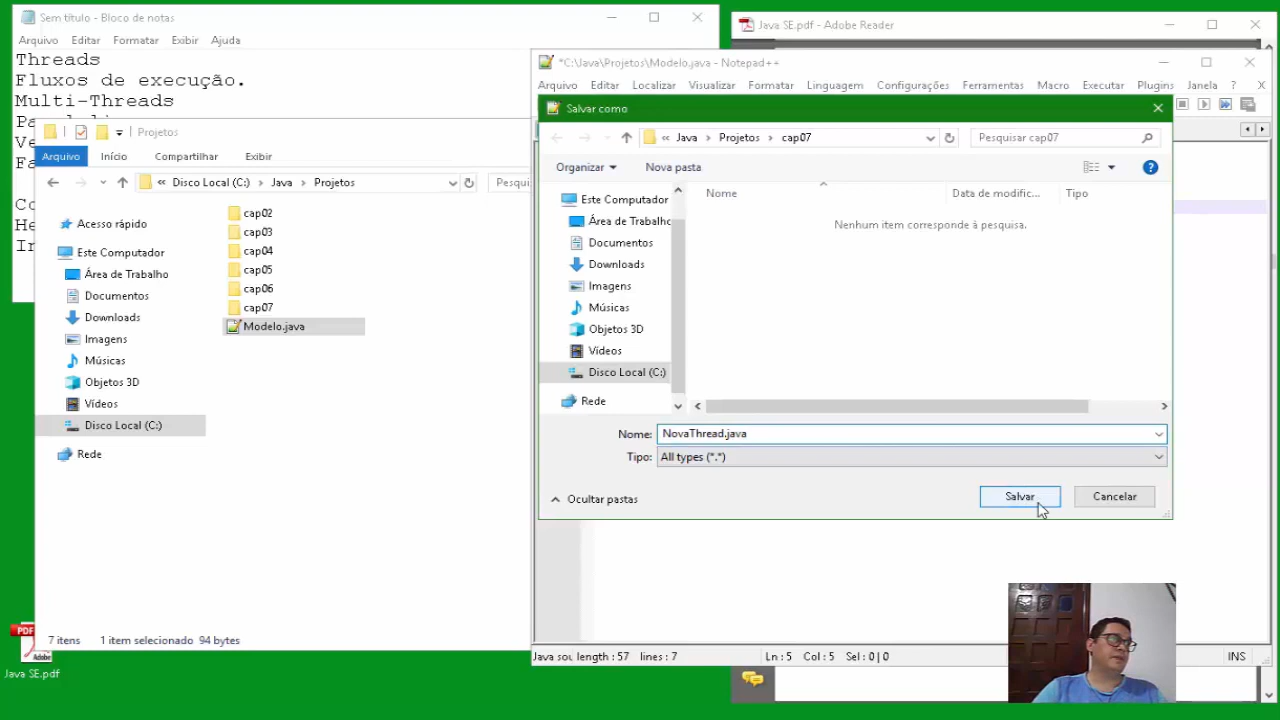 Sem título - Bloco de notas
Arquivo Editar Formatar Exibir Ajuda
Threads
Fluxos de execução.
Multi-Threads
Projetos
Arquivo Início Compartilhar Exibir
« Disco Local (C:) › Java › Projetos
Pesqui
Acesso rápido
Este Computador
Área de Trabalho
Documentos
Downloads
Imagens
Músicas
Objetos 3D
Vídeos
Disco Local (C:)
Rede
cap02
cap03
cap04
cap05
cap06
cap07
Modelo.java
7 itens 1 item selecionado 94 bytes
PDF
Adobe
Java SE.pdf
Java SE.pdf - Adobe Reader
*C:\Java\Projetos\Modelo.java - Notepad++
Arquivo Editar Localizar Visualizar Formatar Linguagem Configurações Ferramentas Macro Executar Plugins Janela ? X
Salvar como
« Java › Projetos › cap07
Pesquisar cap07
Organizar Nova pasta
Este Computador
Área de Trabalho
Documentos
Downloads
Imagens
Músicas
Objetos 3D
Vídeos
Disco Local (C:)
Rede
Nome Data de modific... Tipo
Nenhum item corresponde à pesquisa.
Nome: NovaThread.java
Tipo: All types (*.*)
Ocultar pastas
Salvar Cancelar
Java sou length : 57 lines : 7 Ln : 5 Col : 5 Sel : 0 | 0 INS